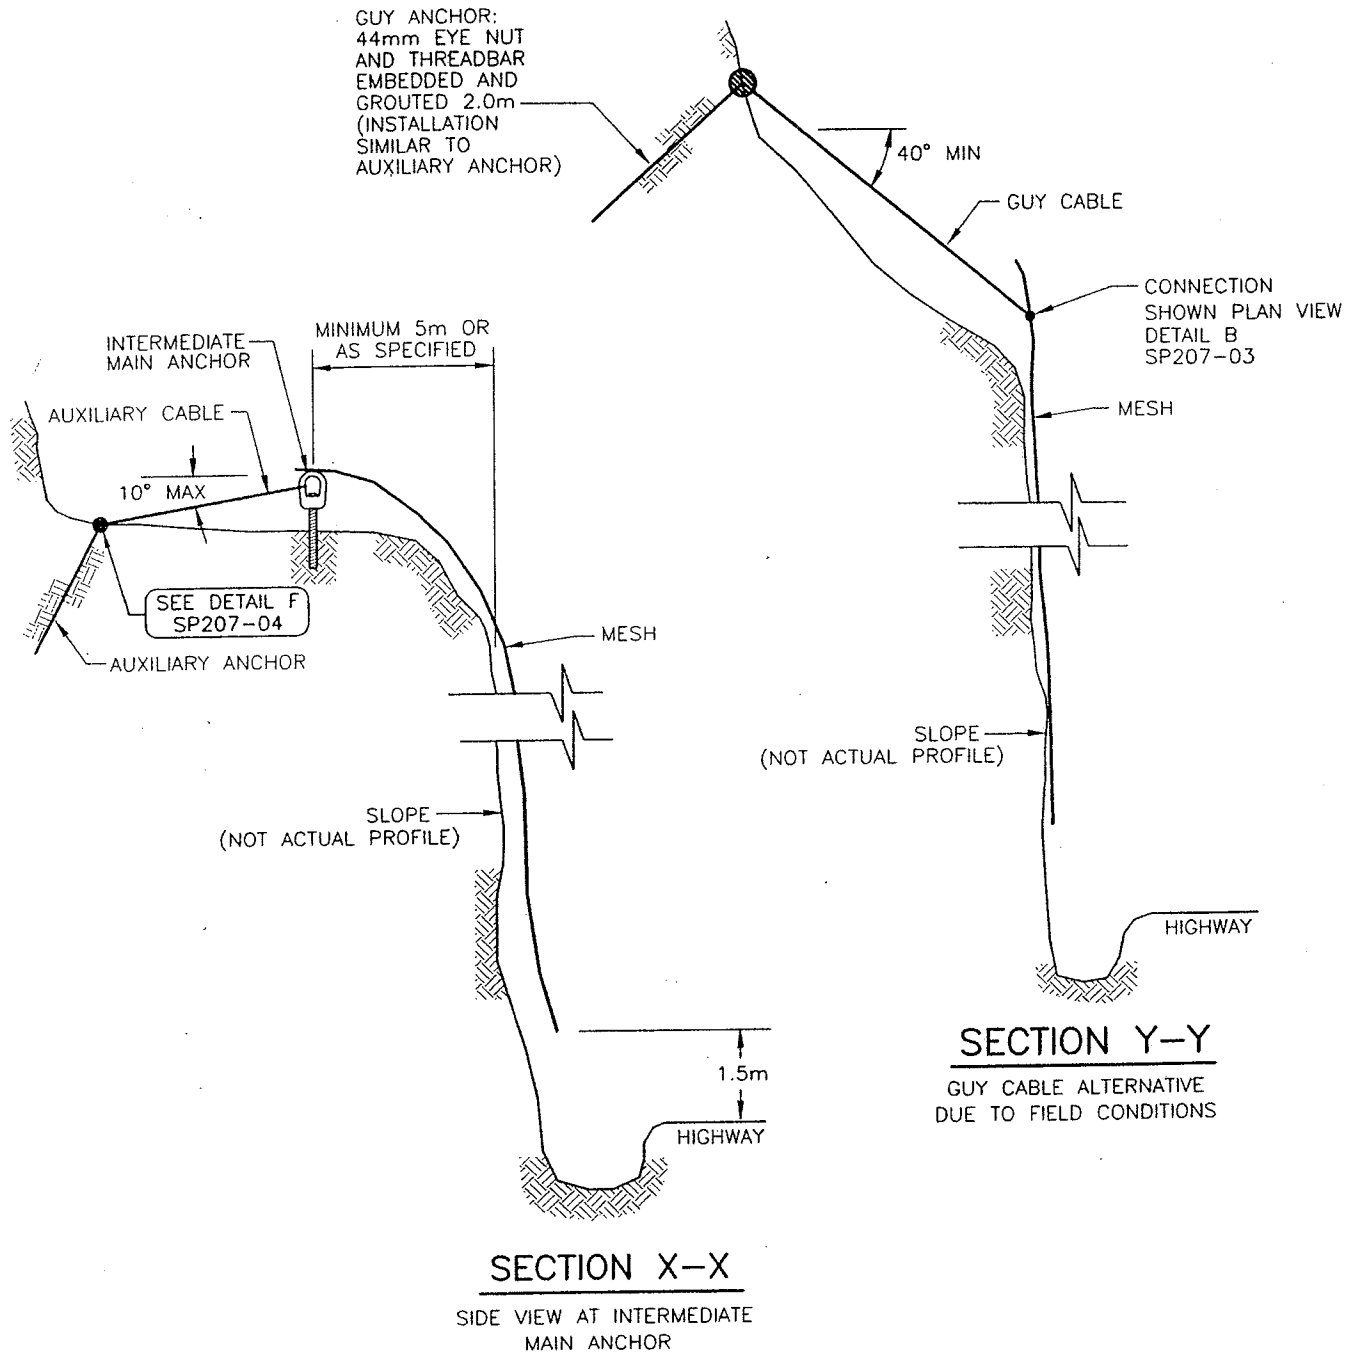 GUY ANCHOR:
44mm EYE NUT
AND THREADBAR
EMBEDDED AND
GROUTED 2.0m
(INSTALLATION
SIMILAR TO
AUXILIARY ANCHOR)
40° MIN
GUY CABLE
CONNECTION
SHOWN PLAN VIEW
DETAIL B
SP207-03
MESH
SLOPE
(NOT ACTUAL PROFILE)
HIGHWAY
SECTION Y-Y
GUY CABLE ALTERNATIVE
DUE TO FIELD CONDITIONS
INTERMEDIATE
MAIN ANCHOR
MINIMUM 5m OR
AS SPECIFIED
AUXILIARY CABLE
10° MAX
SEE DETAIL F
SP207-04
AUXILIARY ANCHOR
MESH
SLOPE
(NOT ACTUAL PROFILE)
1.5m
HIGHWAY
SECTION X-X
SIDE VIEW AT INTERMEDIATE
MAIN ANCHOR